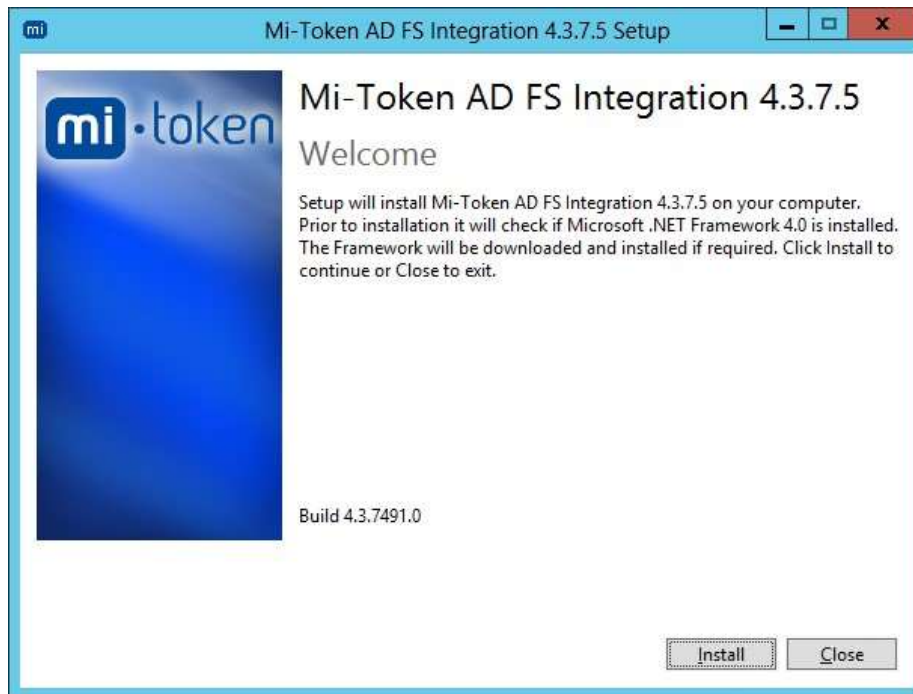 mi
Mi-Token AD FS Integration 4.3.7.5 Setup
mi·token
Mi-Token AD FS Integration 4.3.7.5
Welcome
Setup will install Mi-Token AD FS Integration 4.3.7.5 on your computer.
Prior to installation it will check if Microsoft .NET Framework 4.0 is installed.
The Framework will be downloaded and installed if required. Click Install to
continue or Close to exit.
Build 4.3.7491.0
Install
Close